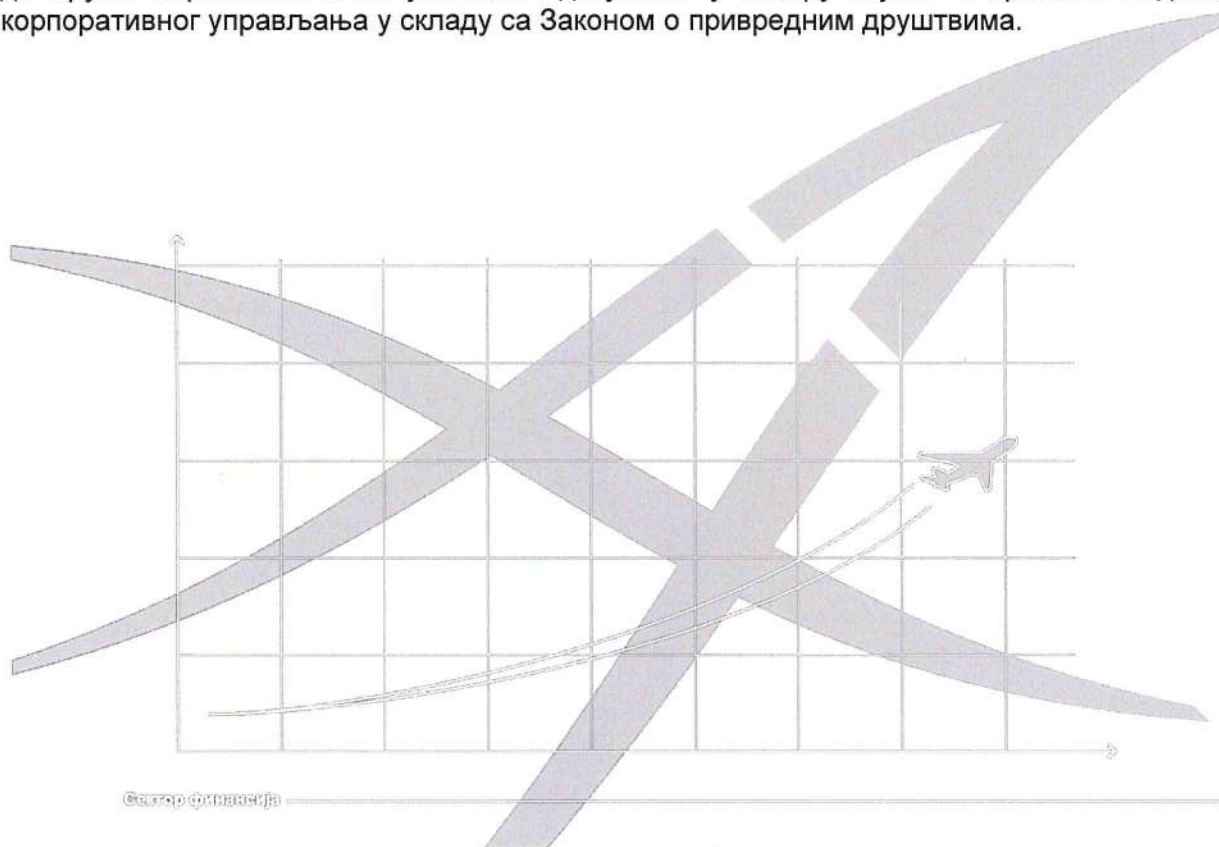 корпоративног управљања у складу са Законом о привредним друштвима.
Сектор финансија